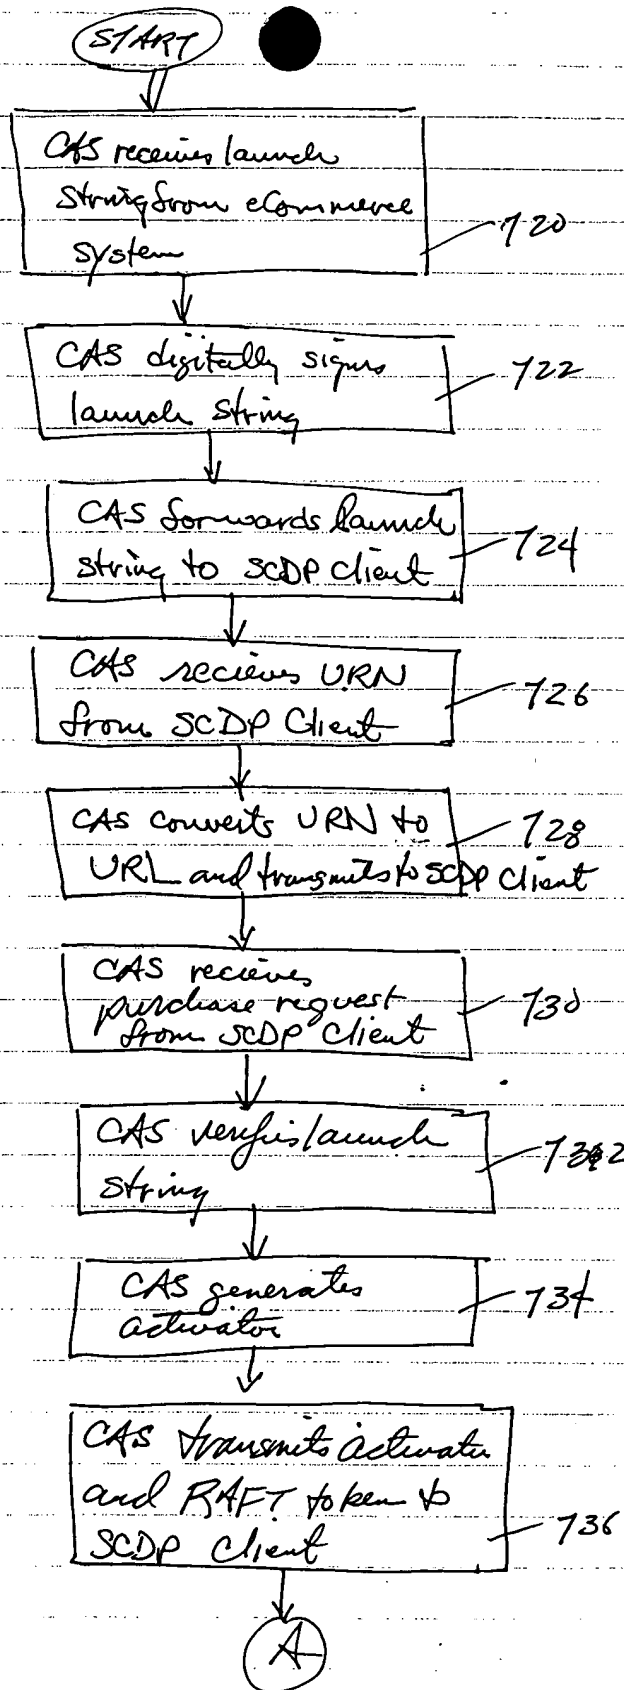 START
CAS receives launch
string from eCommerce
system
720
CAS digitally signs
launch string
722
CAS forwards launch
string to SCDP Client
724
CAS recieves URN
from SCDP Client
726
CAS converts URN to
URL and transmits to SCDP Client
728
CAS recieves
purchase request
from SCDP Client
730
CAS verifies launch
string
732
CAS generates
activator
734
CAS transmits activator
and RAFT token to
SCDP Client
736
A